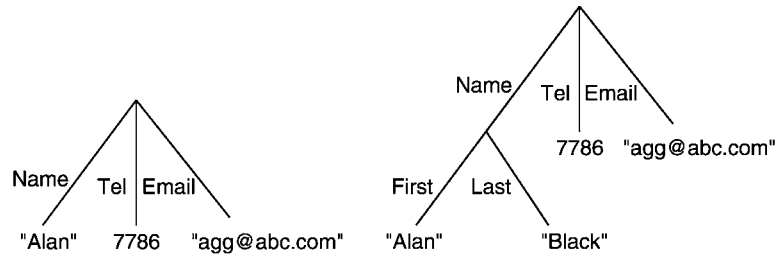 Name Tel Email
"Alan" 7786 "agg@abc.com"
Name Tel Email
7786 "agg@abc.com"
First Last
"Alan" "Black"